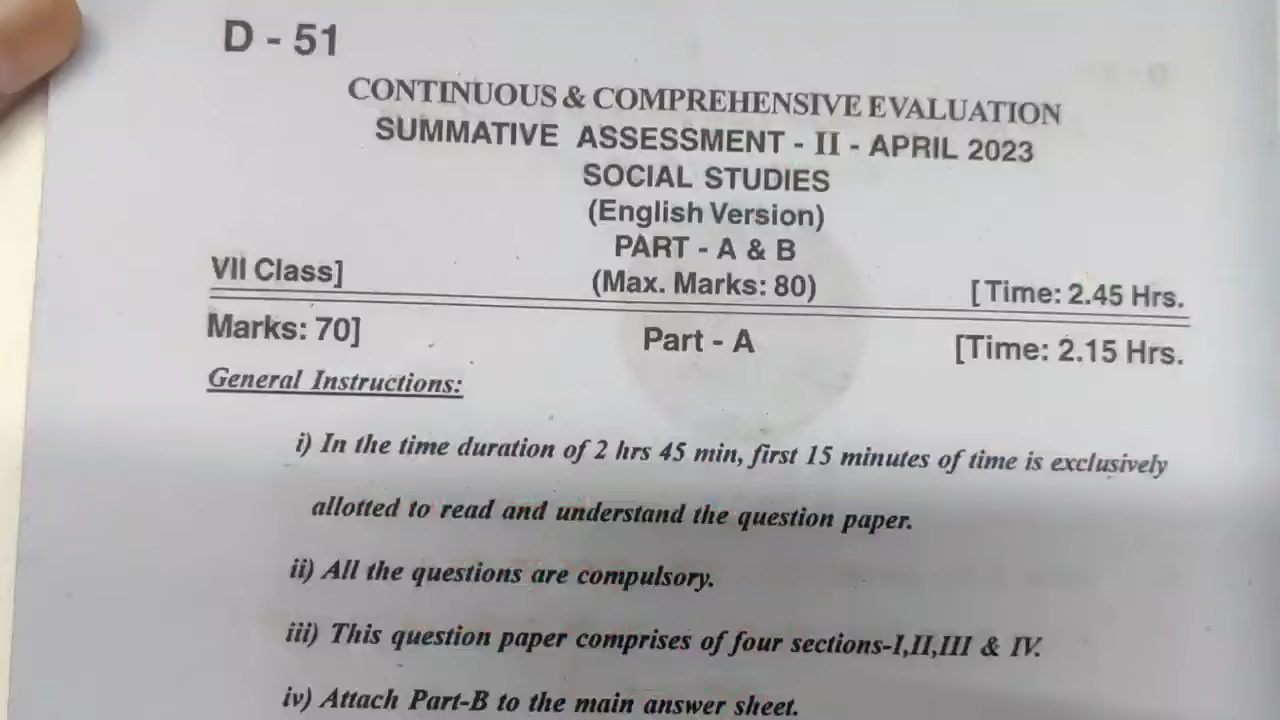 D - 51
CONTINUOUS & COMPREHENSIVE EVALUATION
SUMMATIVE ASSESSMENT - II - APRIL 2023
SOCIAL STUDIES
(English Version)
PART - A & B
VII Class] (Max. Marks: 80) [Time: 2.45 Hrs.
Marks: 70] Part - A [Time: 2.15 Hrs.
General Instructions:
i) In the time duration of 2 hrs 45 min, first 15 minutes of time is exclusively
allotted to read and understand the question paper.
ii) All the questions are compulsory.
iii) This question paper comprises of four sections-I,II,III & IV.
iv) Attach Part-B to the main answer sheet.